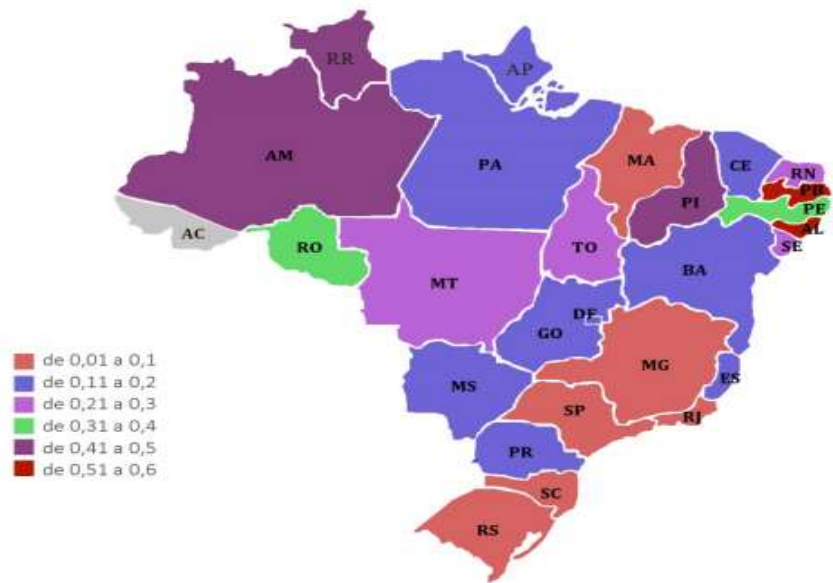 RR
AP
AM
PA
MA
CE
RN
PB
PI
PE
AL
AC
RO
TO
SE
MT
BA
DF
GO
MG
MS
ES
SP
RJ
PR
SC
RS
de 0,01 a 0,1
de 0,11 a 0,2
de 0,21 a 0,3
de 0,31 a 0,4
de 0,41 a 0,5
de 0,51 a 0,6